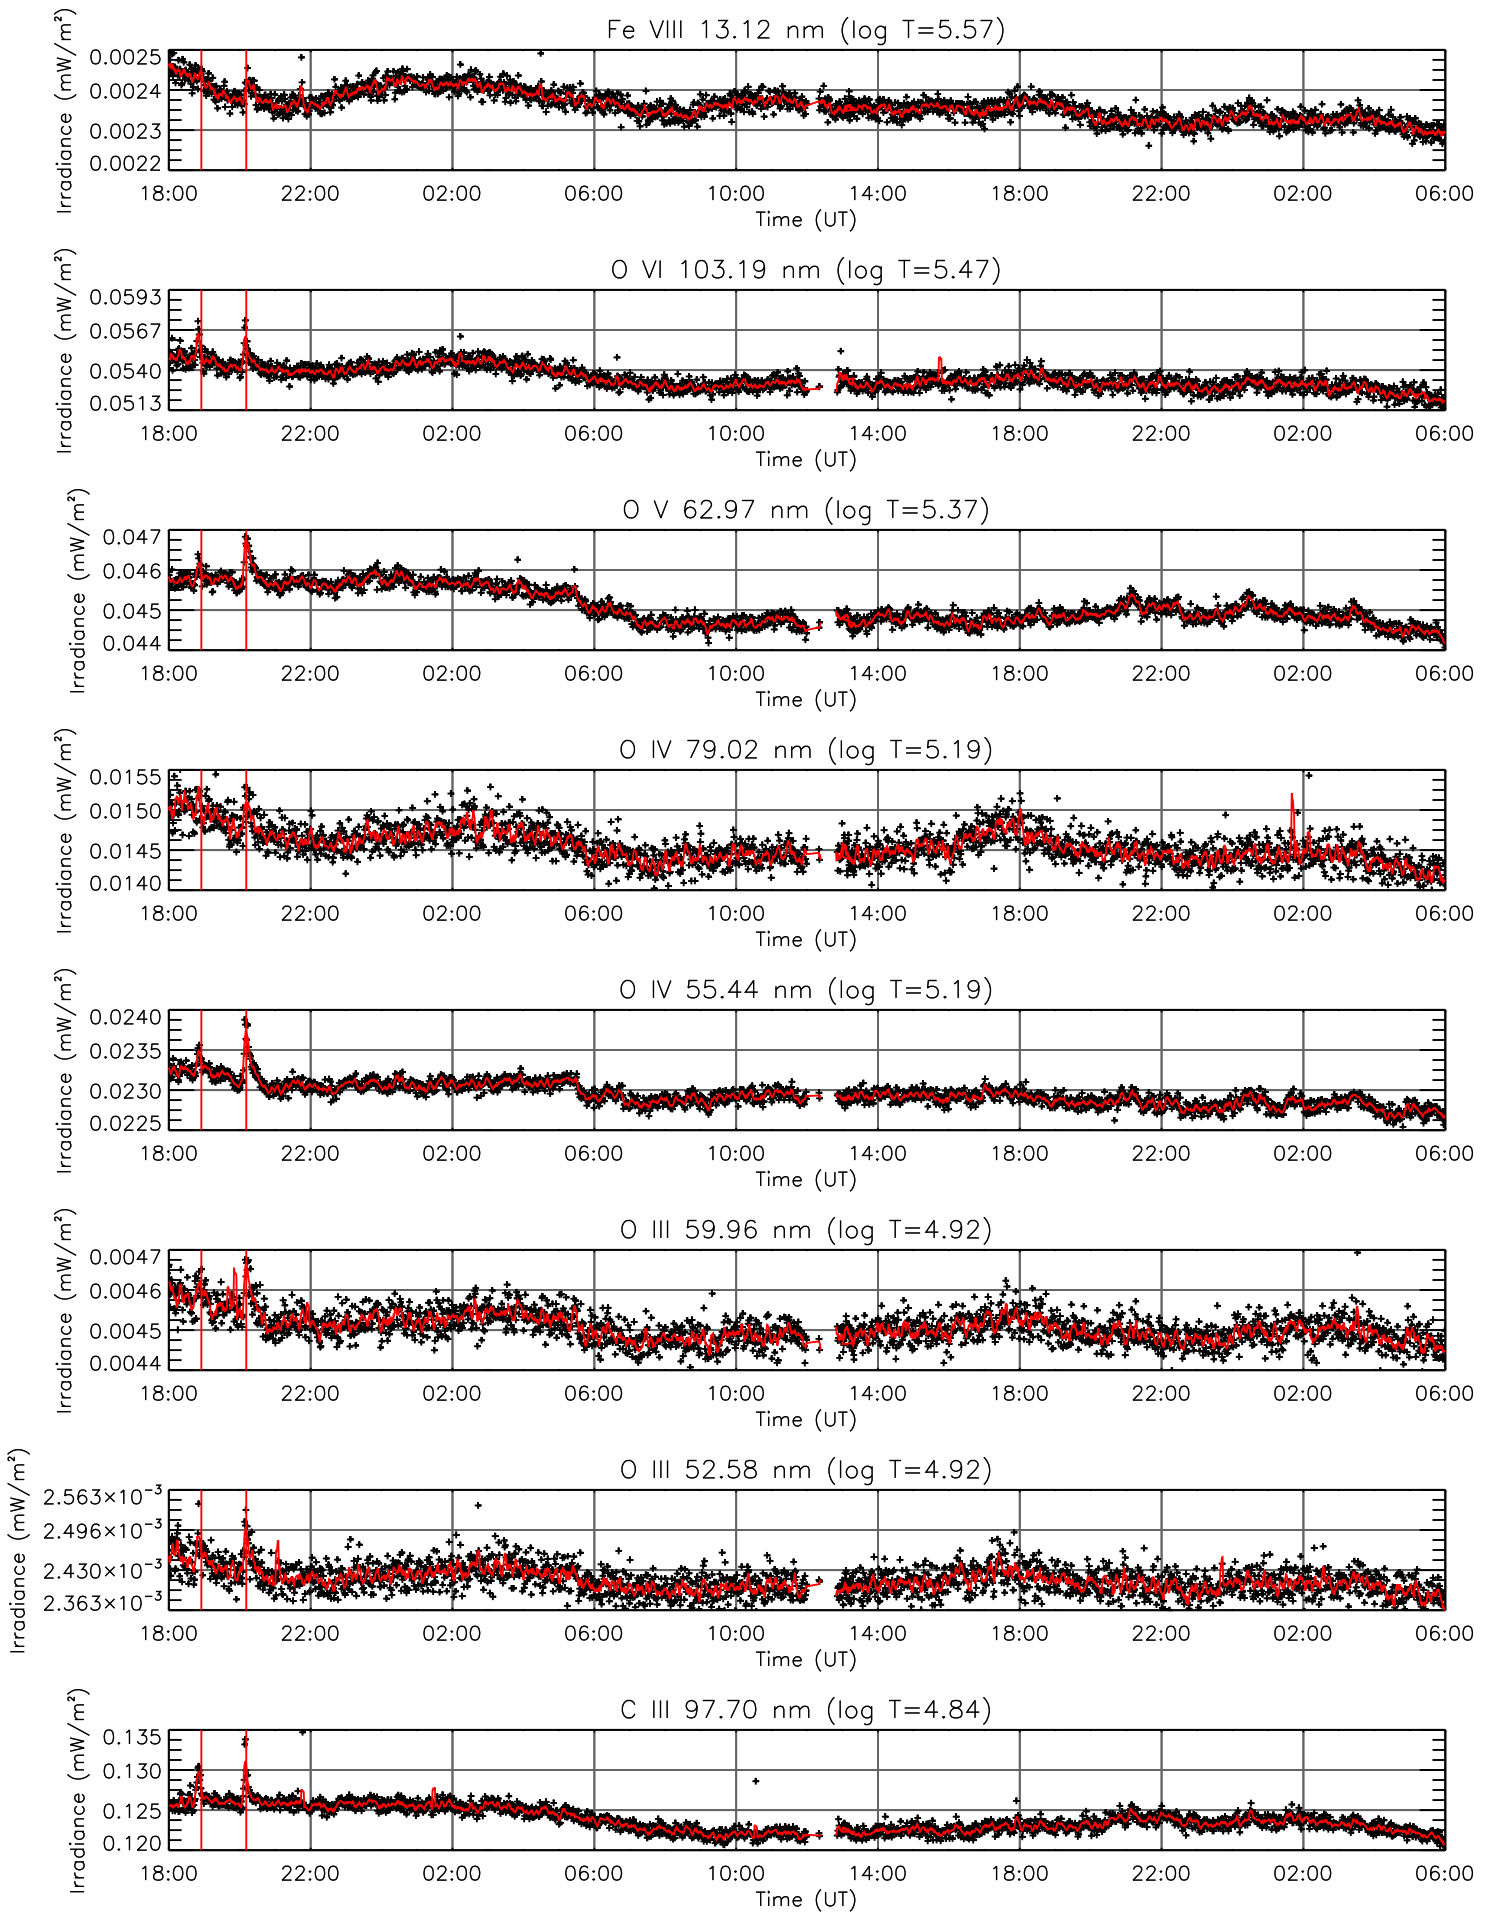 Fe VIII 13.12 nm (log T=5.57)
Irradiance (mW/m²)
0.0025
0.0024
0.0023
0.0022
18:00 22:00 02:00 06:00 10:00 14:00 18:00 22:00 02:00 06:00
Time (UT)
O VI 103.19 nm (log T=5.47)
Irradiance (mW/m²)
0.0593
0.0567
0.0540
0.0513
18:00 22:00 02:00 06:00 10:00 14:00 18:00 22:00 02:00 06:00
Time (UT)
O V 62.97 nm (log T=5.37)
Irradiance (mW/m²)
0.047
0.046
0.045
0.044
18:00 22:00 02:00 06:00 10:00 14:00 18:00 22:00 02:00 06:00
Time (UT)
O IV 79.02 nm (log T=5.19)
Irradiance (mW/m²)
0.0155
0.0150
0.0145
0.0140
18:00 22:00 02:00 06:00 10:00 14:00 18:00 22:00 02:00 06:00
Time (UT)
O IV 55.44 nm (log T=5.19)
Irradiance (mW/m²)
0.0240
0.0235
0.0230
0.0225
18:00 22:00 02:00 06:00 10:00 14:00 18:00 22:00 02:00 06:00
Time (UT)
O III 59.96 nm (log T=4.92)
Irradiance (mW/m²)
0.0047
0.0046
0.0045
0.0044
18:00 22:00 02:00 06:00 10:00 14:00 18:00 22:00 02:00 06:00
Time (UT)
O III 52.58 nm (log T=4.92)
Irradiance (mW/m²)
2.563×10⁻³
2.496×10⁻³
2.430×10⁻³
2.363×10⁻³
18:00 22:00 02:00 06:00 10:00 14:00 18:00 22:00 02:00 06:00
Time (UT)
C III 97.70 nm (log T=4.84)
Irradiance (mW/m²)
0.135
0.130
0.125
0.120
18:00 22:00 02:00 06:00 10:00 14:00 18:00 22:00 02:00 06:00
Time (UT)